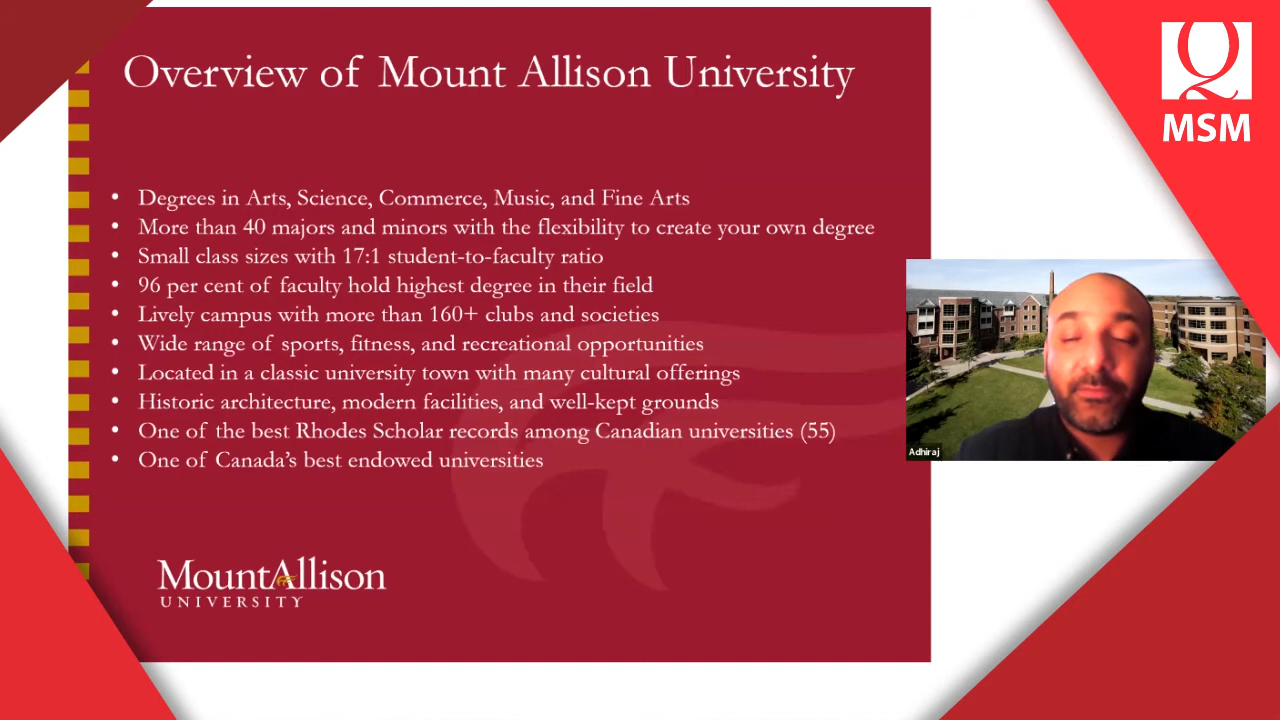 Overview of Mount Allison University
MSM
• Degrees in Arts, Science, Commerce, Music, and Fine Arts
• More than 40 majors and minors with the flexibility to create your own degree
• Small class sizes with 17:1 student-to-faculty ratio
• 96 per cent of faculty hold highest degree in their field
• Lively campus with more than 160+ clubs and societies
• Wide range of sports, fitness, and recreational opportunities
• Located in a classic university town with many cultural offerings
• Historic architecture, modern facilities, and well-kept grounds
• One of the best Rhodes Scholar records among Canadian universities (55)
• One of Canada's best endowed universities
Adhiraj
MountAllison
UNIVERSITY